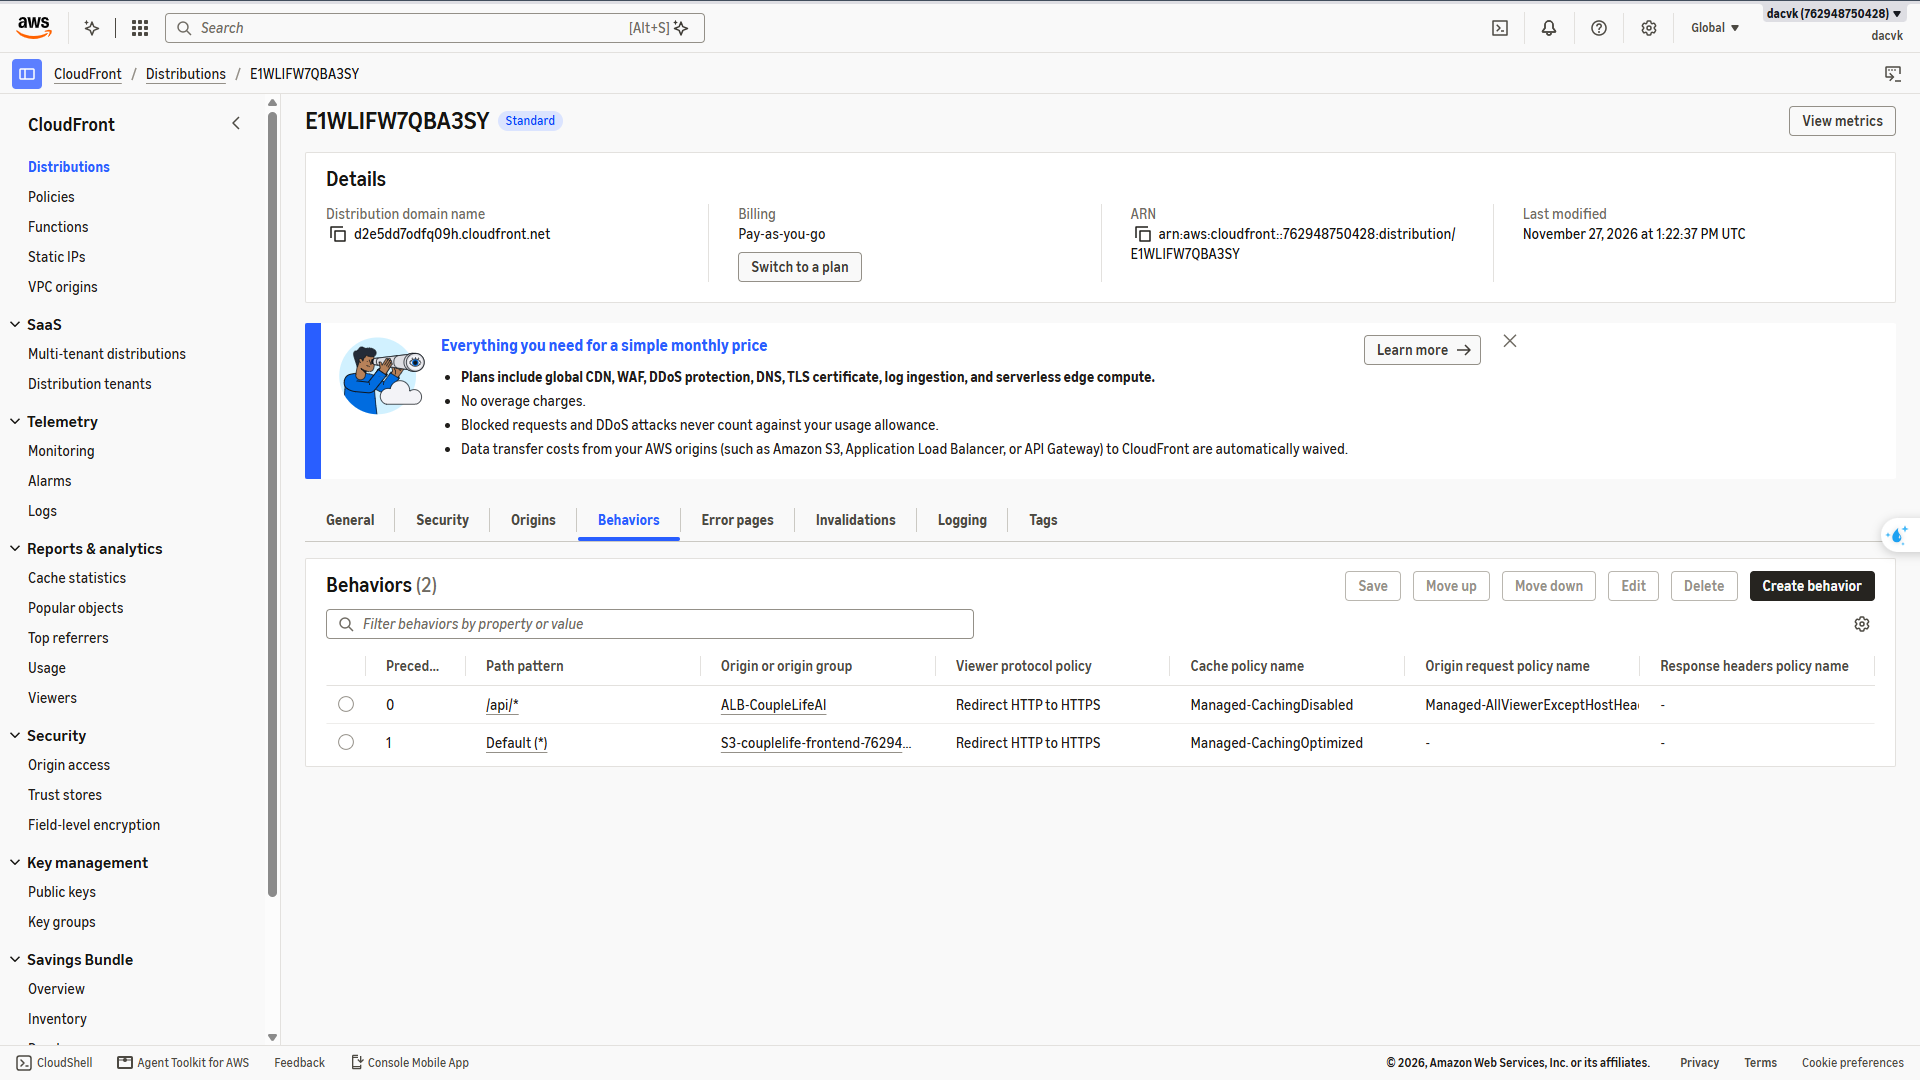 aws
Search [Alt+S]
Global
dacvk (762948750428)
dacvk
CloudFront / Distributions / E1WLIFW7QBA3SY
CloudFront
Distributions
Policies
Functions
Static IPs
VPC origins
SaaS
Multi-tenant distributions
Distribution tenants
Telemetry
Monitoring
Alarms
Logs
Reports & analytics
Cache statistics
Popular objects
Top referrers
Usage
Viewers
Security
Origin access
Trust stores
Field-level encryption
Key management
Public keys
Key groups
Savings Bundle
Overview
Inventory
E1WLIFW7QBA3SY Standard
View metrics
Details
Distribution domain name
d2e5dd7odfq09h.cloudfront.net
Billing
Pay-as-you-go
Switch to a plan
ARN
arn:aws:cloudfront::762948750428:distribution/
E1WLIFW7QBA3SY
Last modified
November 27, 2026 at 1:22:37 PM UTC
Everything you need for a simple monthly price
Plans include global CDN, WAF, DDoS protection, DNS, TLS certificate, log ingestion, and serverless edge compute.
No overage charges.
Blocked requests and DDoS attacks never count against your usage allowance.
Data transfer costs from your AWS origins (such as Amazon S3, Application Load Balancer, or API Gateway) to CloudFront are automatically waived.
Learn more
General Security Origins Behaviors Error pages Invalidations Logging Tags
Behaviors (2)
Save Move up Move down Edit Delete Create behavior
Filter behaviors by property or value
Preced... Path pattern Origin or origin group Viewer protocol policy Cache policy name Origin request policy name Response headers policy name
0 /api/* ALB-CoupleLifeAI Redirect HTTP to HTTPS Managed-CachingDisabled Managed-AllViewerExceptHostHea -
1 Default (*) S3-couplelife-frontend-76294... Redirect HTTP to HTTPS Managed-CachingOptimized - -
CloudShell Agent Toolkit for AWS Feedback Console Mobile App
© 2026, Amazon Web Services, Inc. or its affiliates. Privacy Terms Cookie preferences